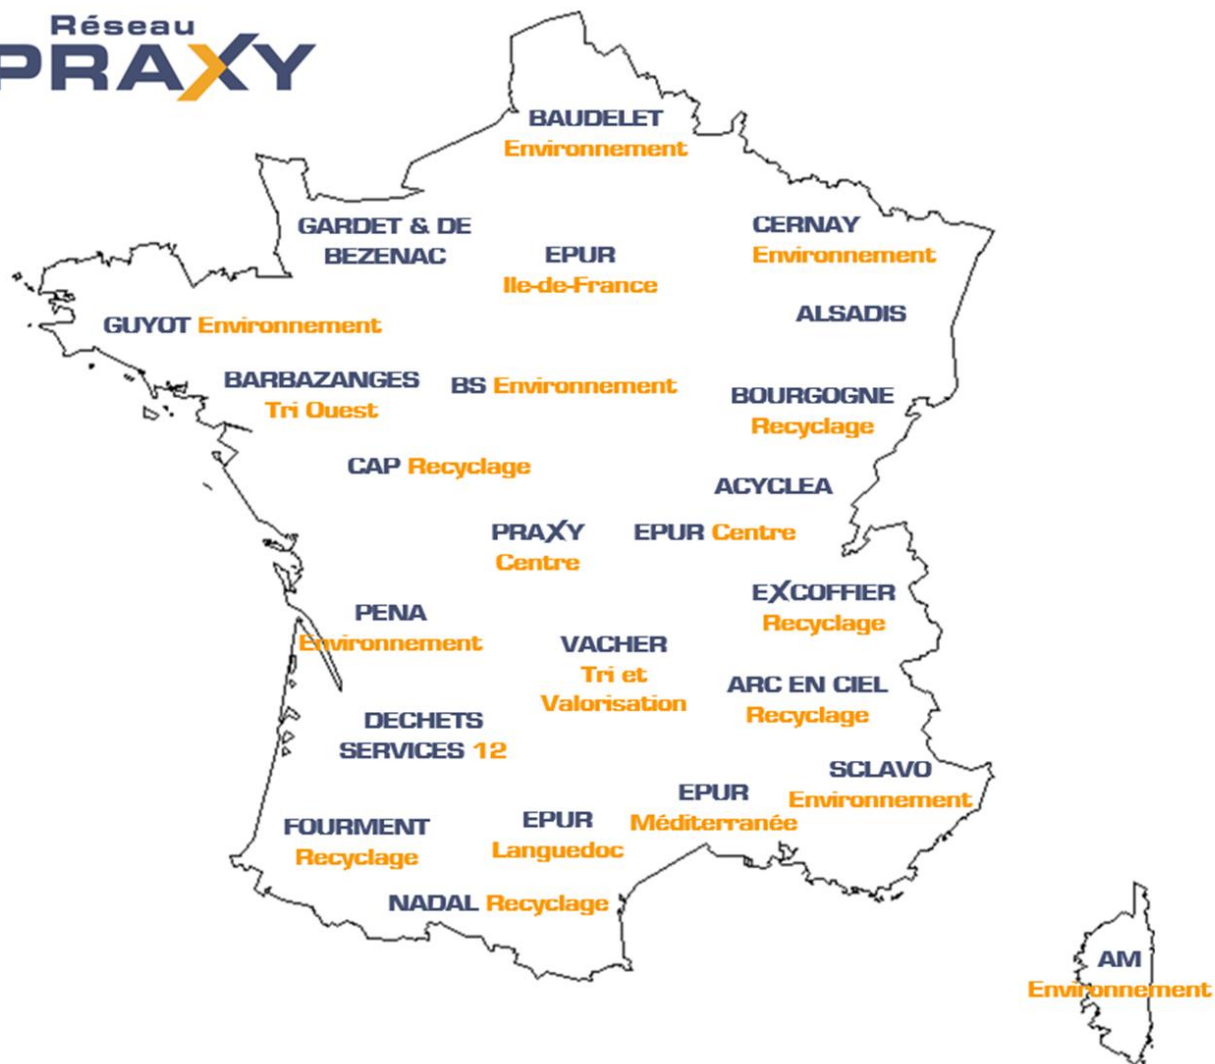 Réseau
PRAXY
BAUDELET
Environnement
GARDET & DE
BEZENAC
EPUR
Ile-de-France
CERNAY
Environnement
ALSADIS
GUYOT Environnement
BARBAZANGES
Tri Ouest
BS Environnement
BOURGOGNE
Recyclage
CAP Recyclage
ACYCLEA
PRAXY
Centre
EPUR Centre
EXCOFFIER
Recyclage
PENA
Environnement
VACHER
Tri et
Valorisation
ARC EN CIEL
Recyclage
DECHETS
SERVICES 12
SCLAVO
Environnement
EPUR
Méditerranée
EPUR
Languedoc
FOURMENT
Recyclage
NADAL Recyclage
AM
Environnement